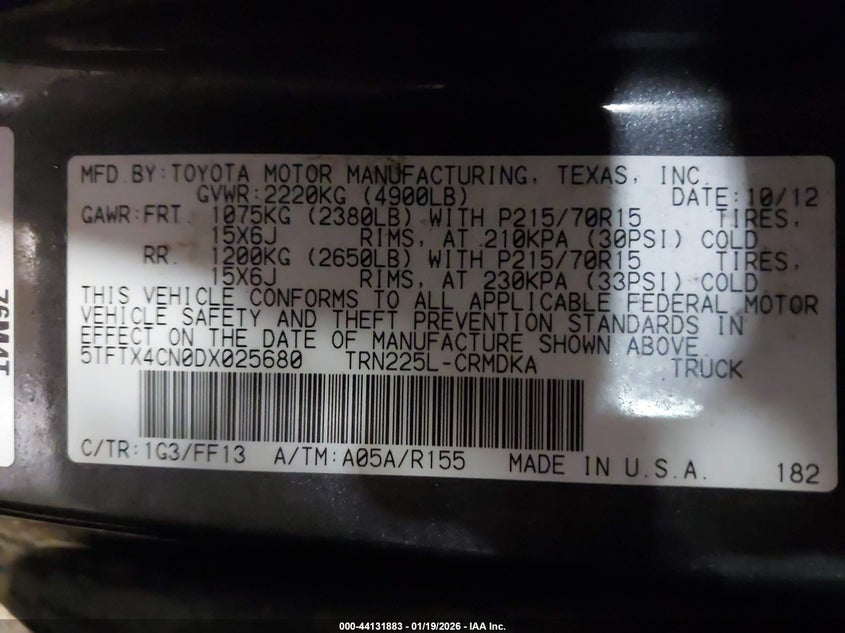 MFD.BY:TOYOTA MOTOR MANUFACTURING, TEXAS, INC.
GVWR:2220KG (4900LB) DATE:10/12
GAWR:FRT 1075KG (2380LB) WITH P215/70R15 TIRES,
15X6J RIMS, AT 210KPA (30PSI) COLD
RR. 1200KG (2650LB) WITH P215/70R15 TIRES,
15X6J RIMS, AT 230KPA (33PSI) COLD
THIS VEHICLE CONFORMS TO ALL APPLICABLE FEDERAL MOTOR
VEHICLE SAFETY AND THEFT PREVENTION STANDARDS IN
EFFECT ON THE DATE OF MANUFACTURE SHOWN ABOVE.
5TFTX4CN0DX025680 TRN225L-CRMDKA TRUCK
C/TR:1G3/FF13 A/TM:A05A/R155 MADE IN U.S.A. 182
76M4T
000-44131883 - 01/19/2026 - IAA Inc.